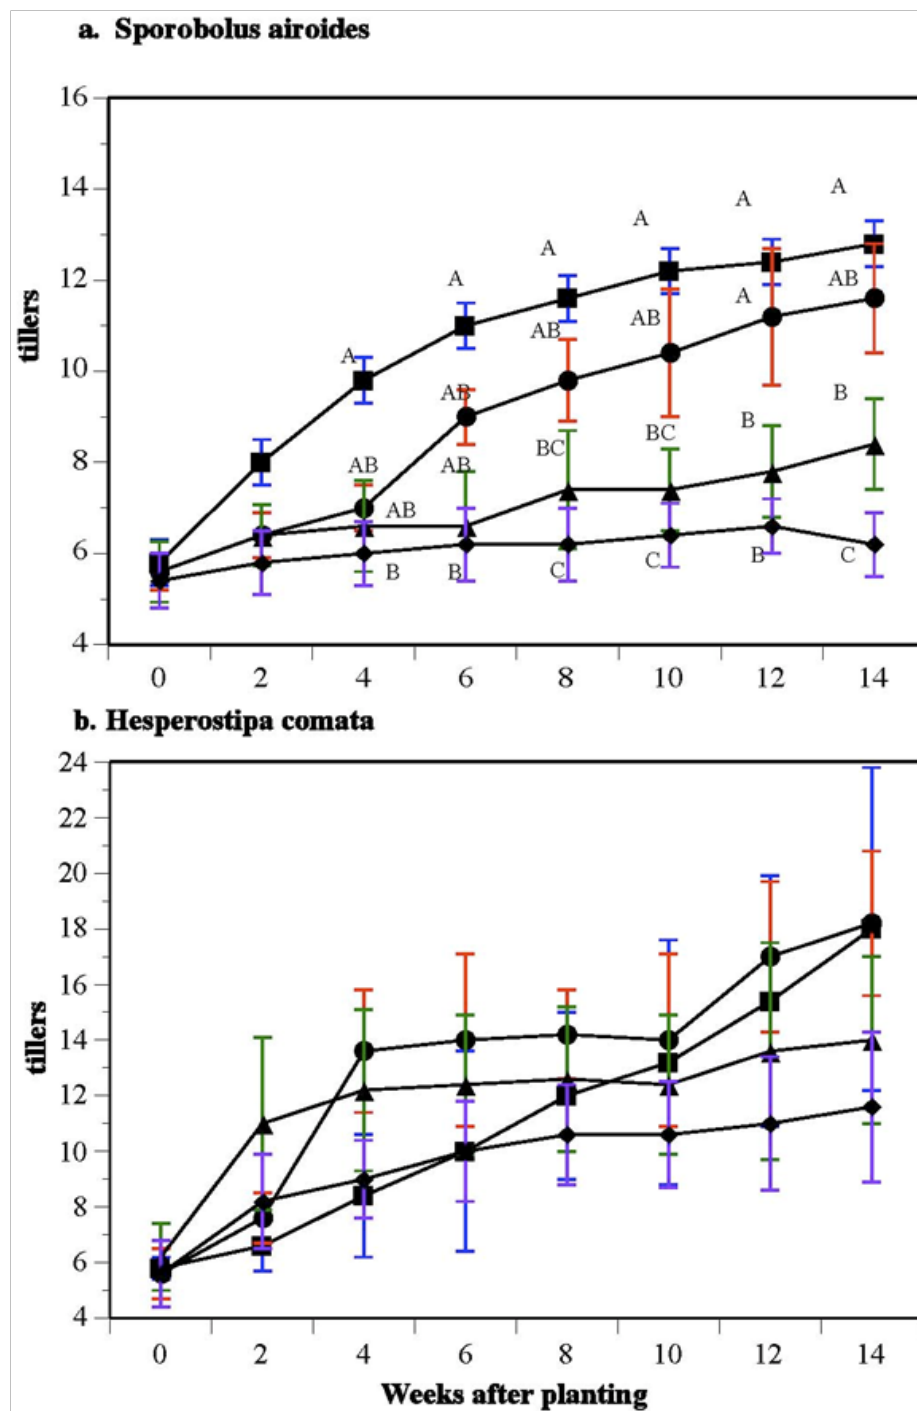 a. Sporobolus airoides
16
A
14
A
A
A
A
AB
12
A
AB
AB
A
10
AB
B
B
BC
BC
AB
AB
8
AB
6
B
B
C
C
B
C
4
tillers
0 2 4 6 8 10 12 14
b. Hesperostipa comata
24
22
20
18
16
14
12
10
8
6
4
tillers
0 2 4 6 8 10 12 14
Weeks after planting